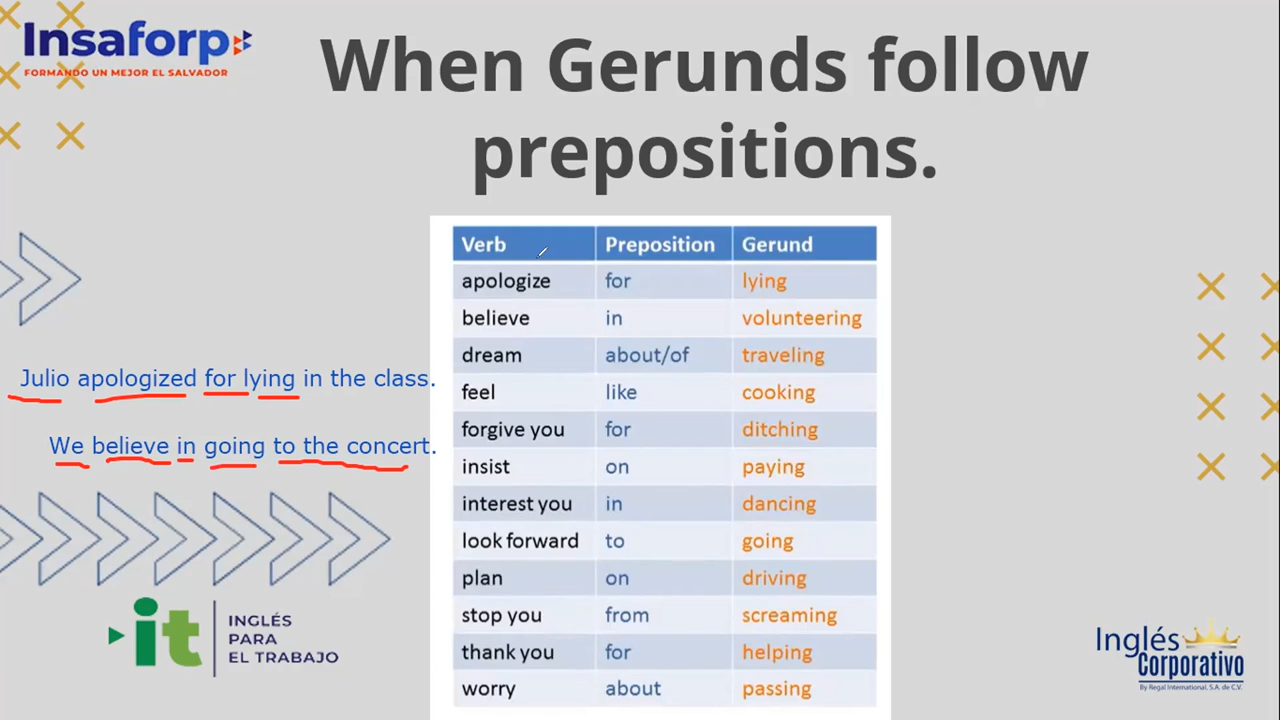 Insaforp
FORMANDO UN MEJOR EL SALVADOR
When Gerunds follow
prepositions.
Verb Preposition Gerund
apologize for lying
believe in volunteering
dream about/of traveling
feel like cooking
forgive you for ditching
insist on paying
interest you in dancing
look forward to going
plan on driving
stop you from screaming
thank you for helping
worry about passing
Julio apologized for lying in the class.
We believe in going to the concert.
it
INGLÉS
PARA
EL TRABAJO
Inglés
Corporativo
By Regal International, S.A. de C.V.